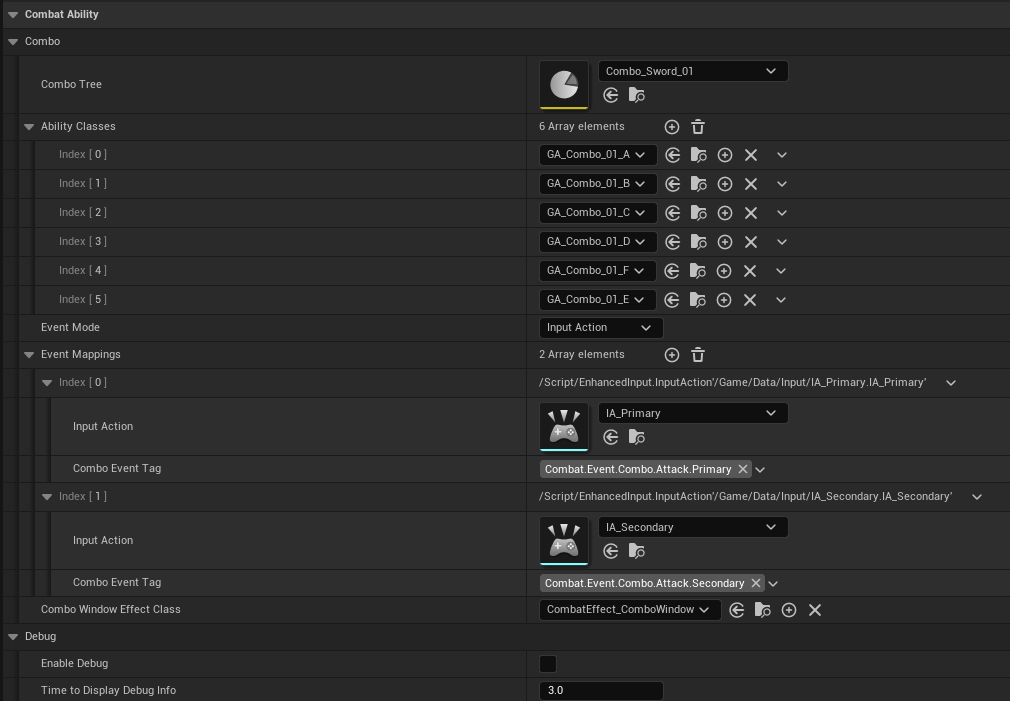 Combat Ability
Combo
Combo Tree
Combo_Sword_01
Ability Classes
6 Array elements
Index [ 0 ]
GA_Combo_01_A
Index [ 1 ]
GA_Combo_01_B
Index [ 2 ]
GA_Combo_01_C
Index [ 3 ]
GA_Combo_01_D
Index [ 4 ]
GA_Combo_01_F
Index [ 5 ]
GA_Combo_01_E
Event Mode
Input Action
Event Mappings
2 Array elements
Index [ 0 ]
/Script/EnhancedInput.InputAction'/Game/Data/Input/IA_Primary.IA_Primary'
Input Action
IA_Primary
Combo Event Tag
Combat.Event.Combo.Attack.Primary
Index [ 1 ]
/Script/EnhancedInput.InputAction'/Game/Data/Input/IA_Secondary.IA_Secondary'
Input Action
IA_Secondary
Combo Event Tag
Combat.Event.Combo.Attack.Secondary
Combo Window Effect Class
CombatEffect_ComboWindow
Debug
Enable Debug
Time to Display Debug Info
3.0